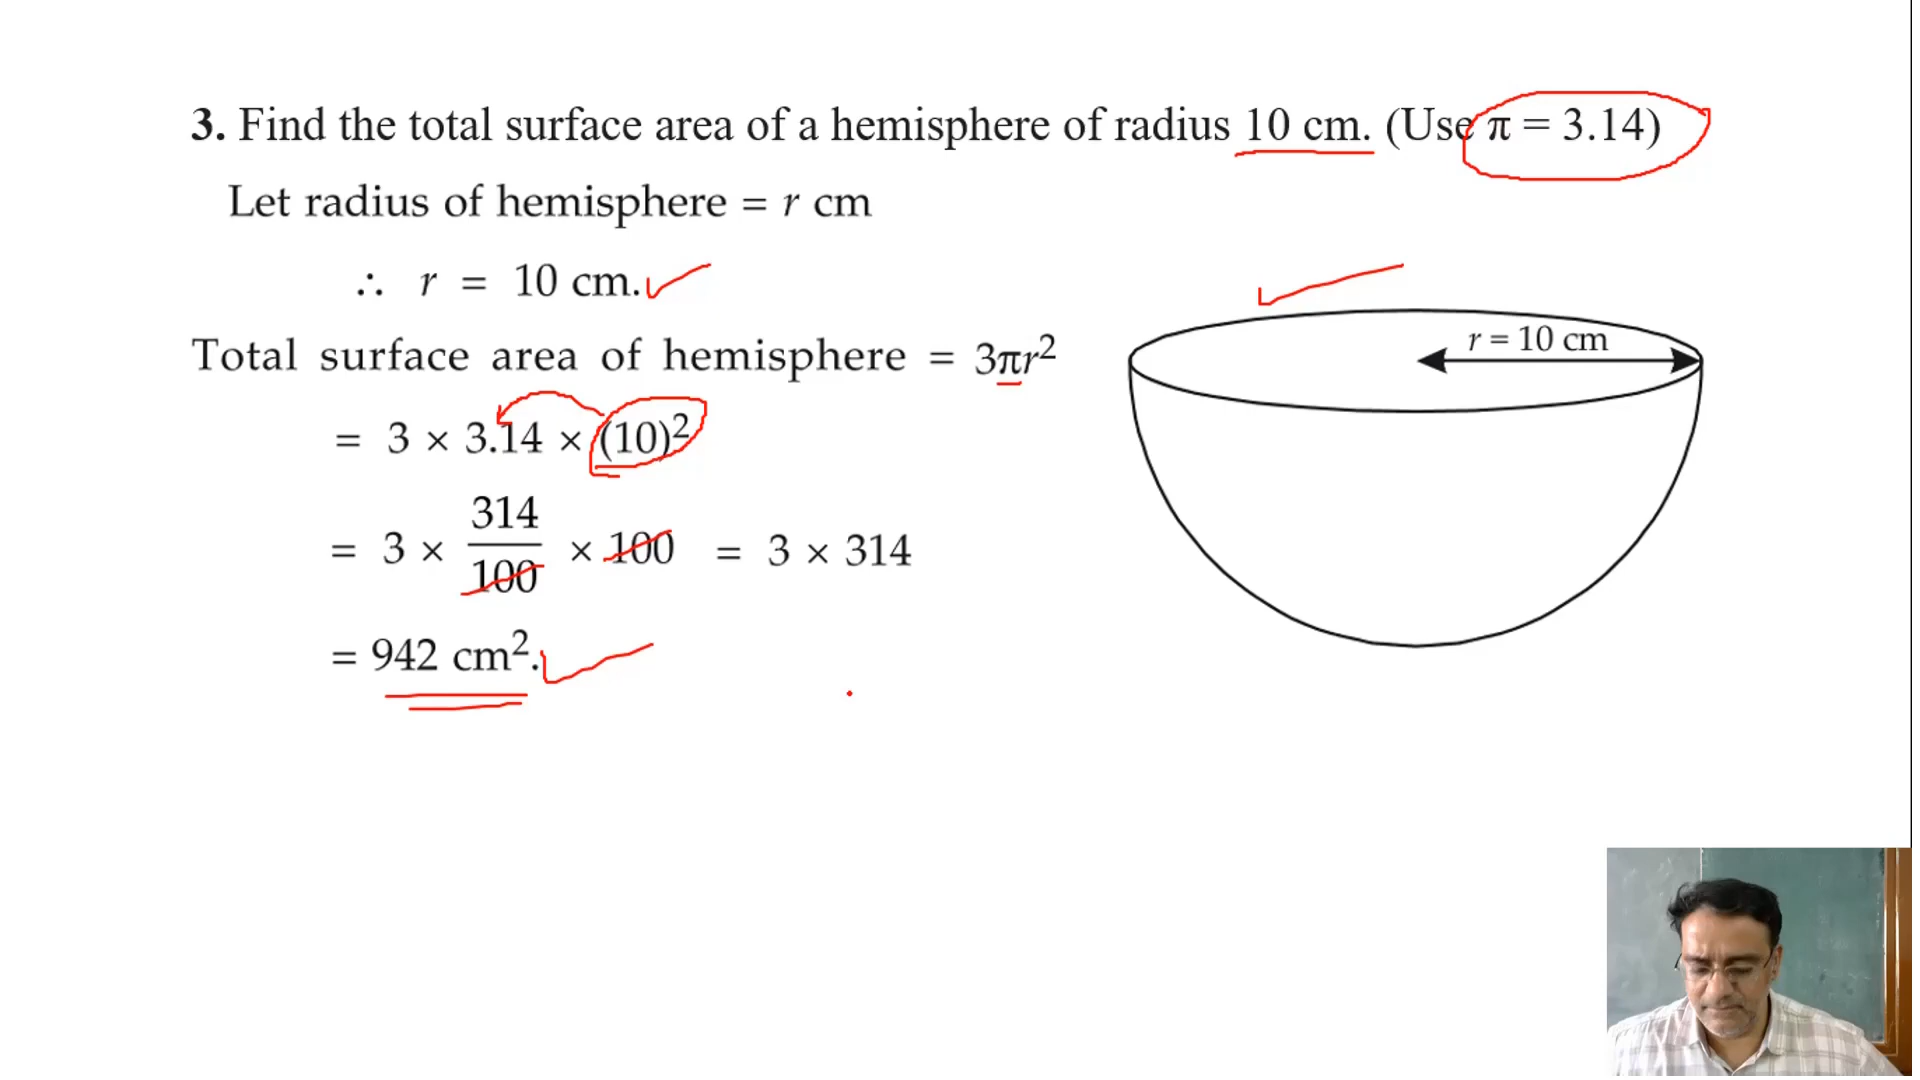 3. Find the total surface area of a hemisphere of radius 10 cm. (Use π = 3.14)
Let radius of hemisphere = r cm
∴ r = 10 cm.
Total surface area of hemisphere = 3πr²
= 3 × 3.14 × (10)²
= 3 × 314/100 × 100 = 3 × 314
= 942 cm².
r = 10 cm